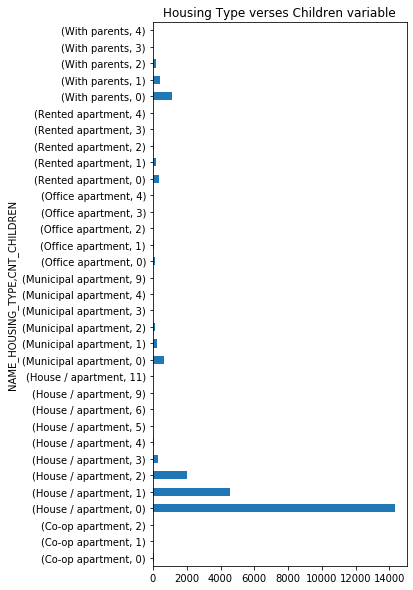 Housing Type verses Children variable
NAME_HOUSING_TYPE,CNT_CHILDREN
(With parents, 4)
(With parents, 3)
(With parents, 2)
(With parents, 1)
(With parents, 0)
(Rented apartment, 4)
(Rented apartment, 3)
(Rented apartment, 2)
(Rented apartment, 1)
(Rented apartment, 0)
(Office apartment, 4)
(Office apartment, 3)
(Office apartment, 2)
(Office apartment, 1)
(Office apartment, 0)
(Municipal apartment, 9)
(Municipal apartment, 4)
(Municipal apartment, 3)
(Municipal apartment, 2)
(Municipal apartment, 1)
(Municipal apartment, 0)
(House / apartment, 11)
(House / apartment, 9)
(House / apartment, 6)
(House / apartment, 5)
(House / apartment, 4)
(House / apartment, 3)
(House / apartment, 2)
(House / apartment, 1)
(House / apartment, 0)
(Co-op apartment, 2)
(Co-op apartment, 1)
(Co-op apartment, 0)
0 2000 4000 6000 8000 10000 12000 14000